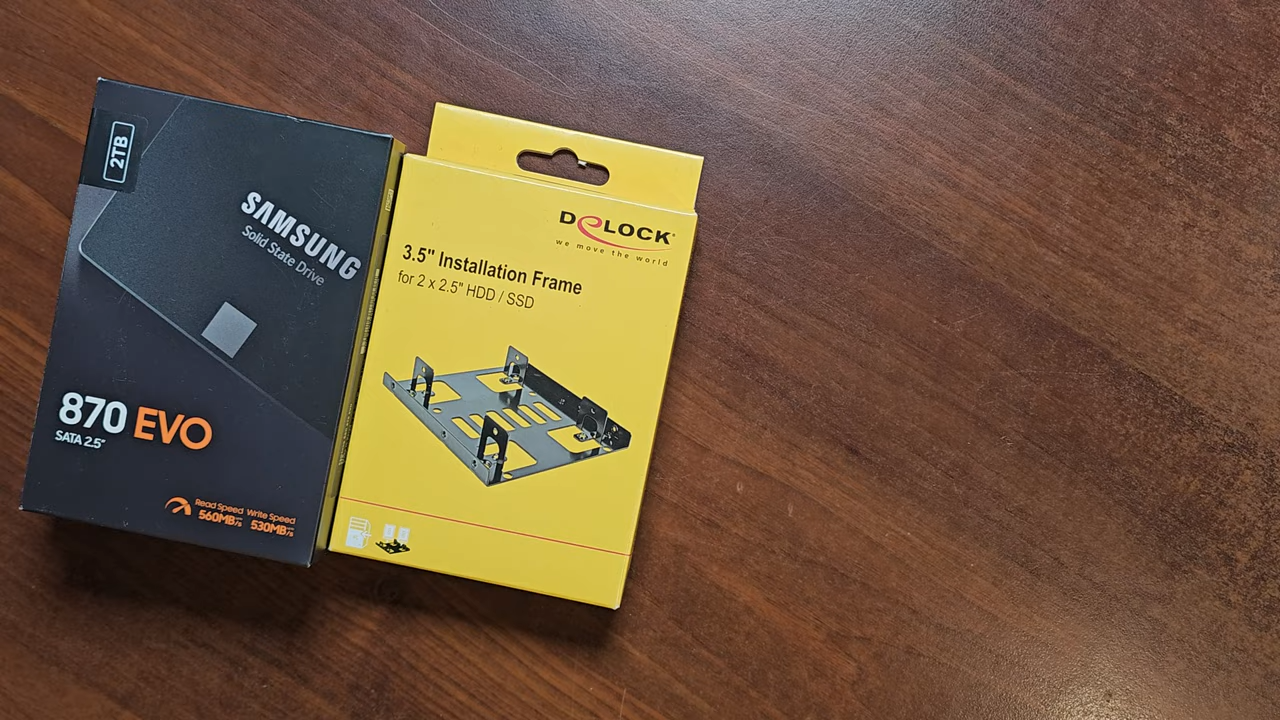 2TB
SAMSUNG
Solid State Drive
870 EVO
SATA 2.5"
Read Speed Write Speed
560MB/s 530MB/s
DeLOCK®
we move the world
3.5" Installation Frame
for 2 x 2.5" HDD / SSD